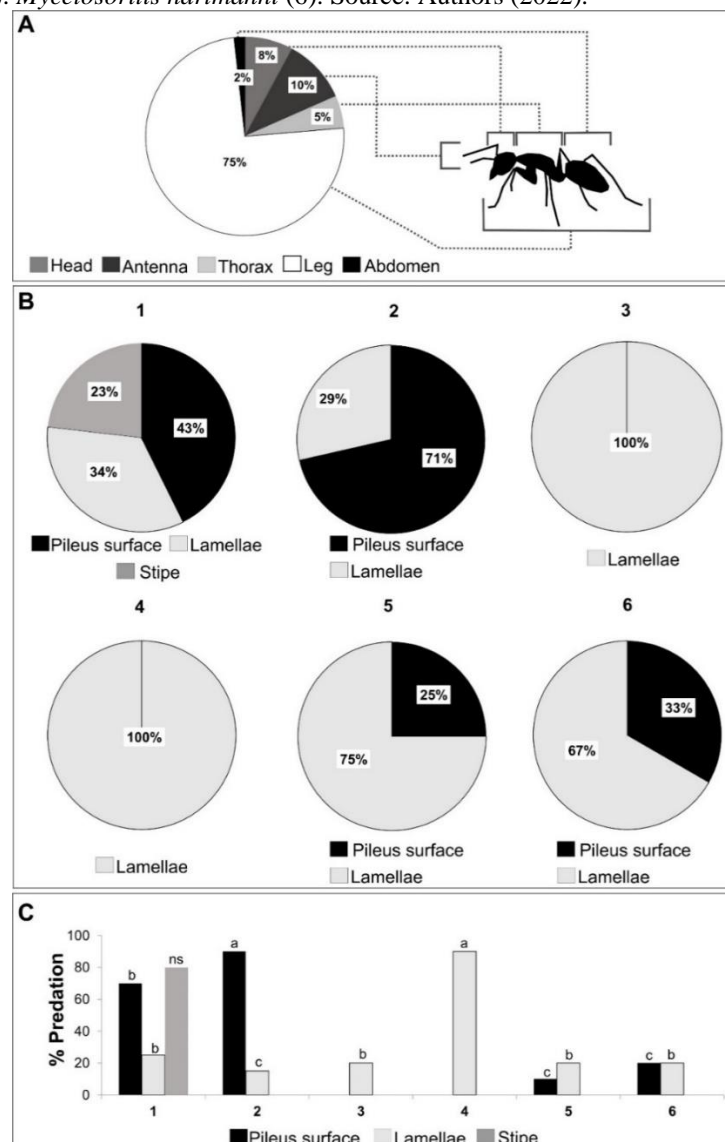 6. Mycetosoritis hartmanni (6). Source: Authors (2022).
A
8%
2%
10%
5%
75%
Head Antenna Thorax Leg Abdomen
B
1 2 3
23% 43% 34%
29% 71%
100%
Pileus surface Lamellae
Stipe
Pileus surface
Lamellae
Lamellae
4 5 6
100%
25% 75%
33% 67%
Lamellae
Pileus surface
Lamellae
Pileus surface
Lamellae
C
% Predation
100
80
60
40
20
0
b b ns
a c
b
a
c b
c b
1 2 3 4 5 6
Pileus surface Lamellae Stipe